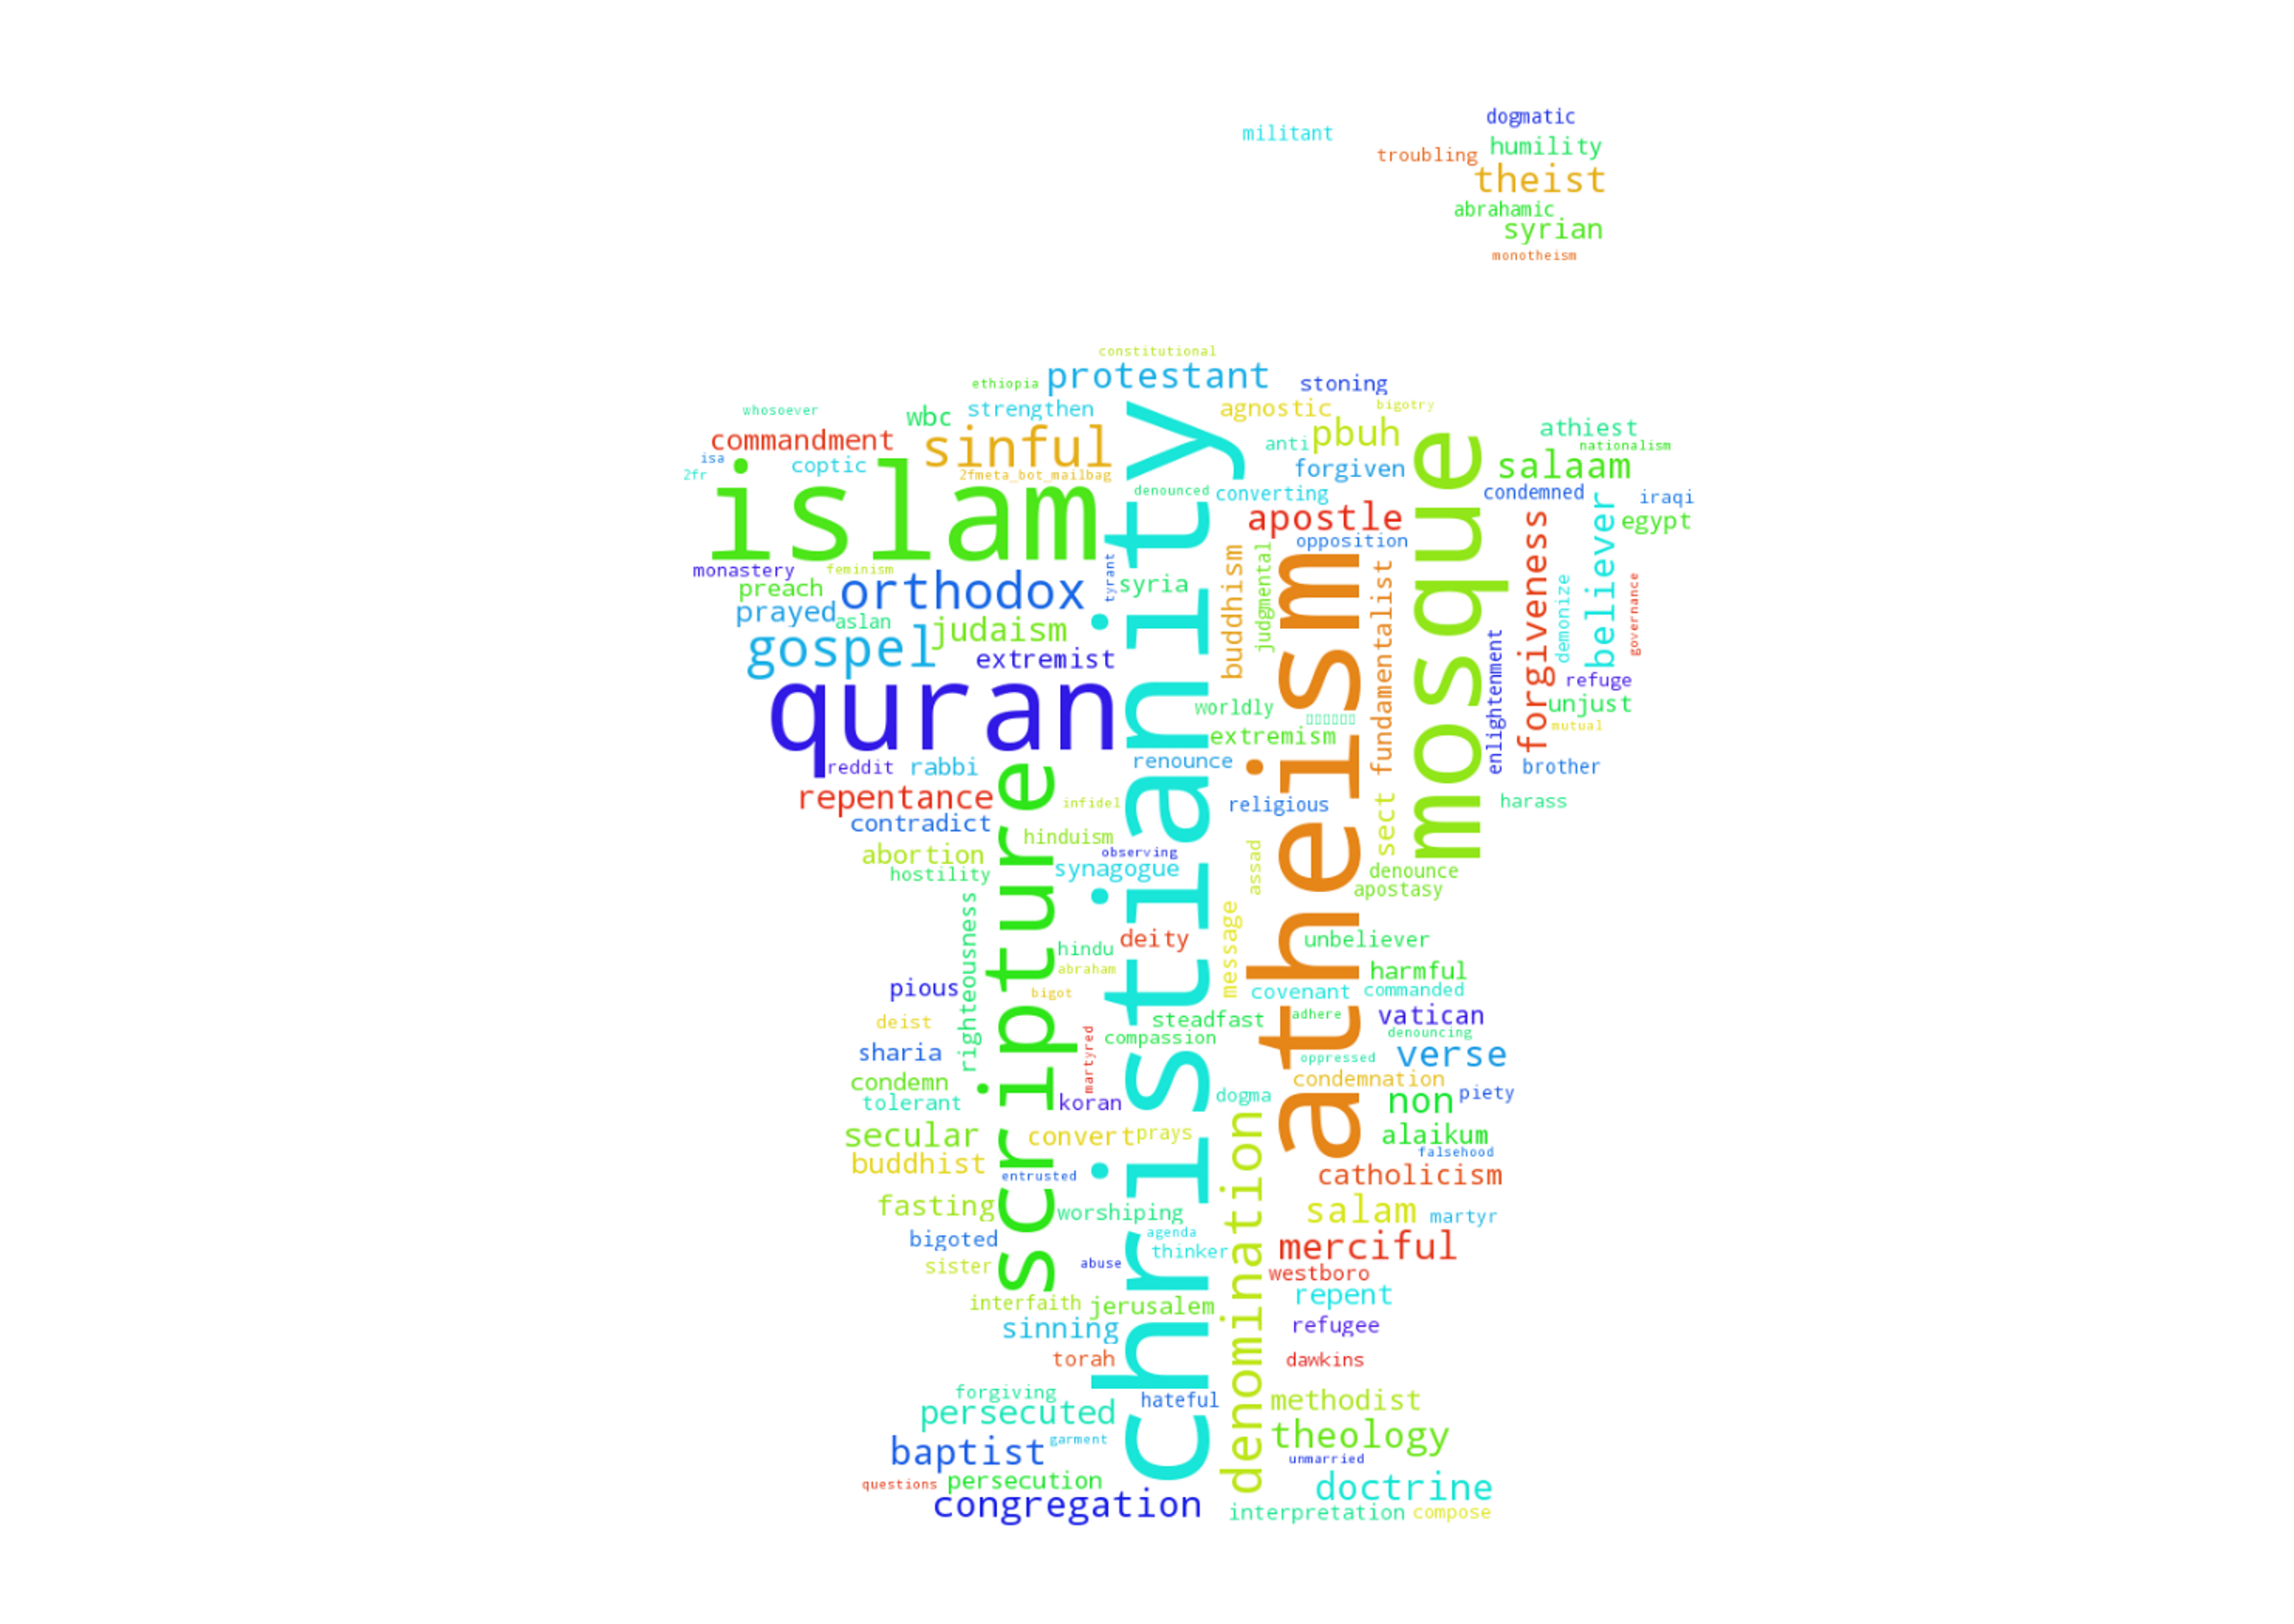 dogmatic
militant
humility
troubling
theist
abrahamic
syrian
monotheism
constitutional
protestant
ethiopia
stoning
whosoever
wbc
strengthen
agnostic
bigotry
commandment
sinful
anti
pbuh
athiest
nationalism
isa
coptic
2fr
2fmeta_bot_mailbag
forgiven
salaam
islam
denounced
converting
condemned
iraqi
apostle
egypt
opposition
monastery
feminism
preach
orthodox
tyrant
syria
buddhism
judgmental
fundamentalist
mosque
forgiveness
demonize
believer
governance
prayed
aslan
judaism
gospel
extremist
enlightenment
refuge
quran
worldly
unjust
extremism
mutual
reddit
rabbi
renounce
brother
repentance
infidel
religious
sect
harass
contradict
hinduism
abortion
observing
hostility
synagogue
assad
denounce
apostasy
scripture
christianity
atheism
righteousness
hindu
deity
message
unbeliever
abraham
harmful
pious
bigot
covenant
commanded
deist
steadfast
adhere
vatican
compassion
denouncing
sharia
martyred
oppressed
verse
condemn
condemnation
tolerant
koran
dogma
non
piety
secular
convert
prays
alaikum
buddhist
falsehood
entrusted
catholicism
fasting
worshiping
denomination
salam
martyr
bigoted
agenda
thinker
merciful
sister
abuse
westboro
interfaith
jerusalem
repent
sinning
refugee
torah
dawkins
forgiving
hateful
methodist
persecuted
baptist
garment
theology
unmarried
questions
persecution
doctrine
congregation
interpretation
compose